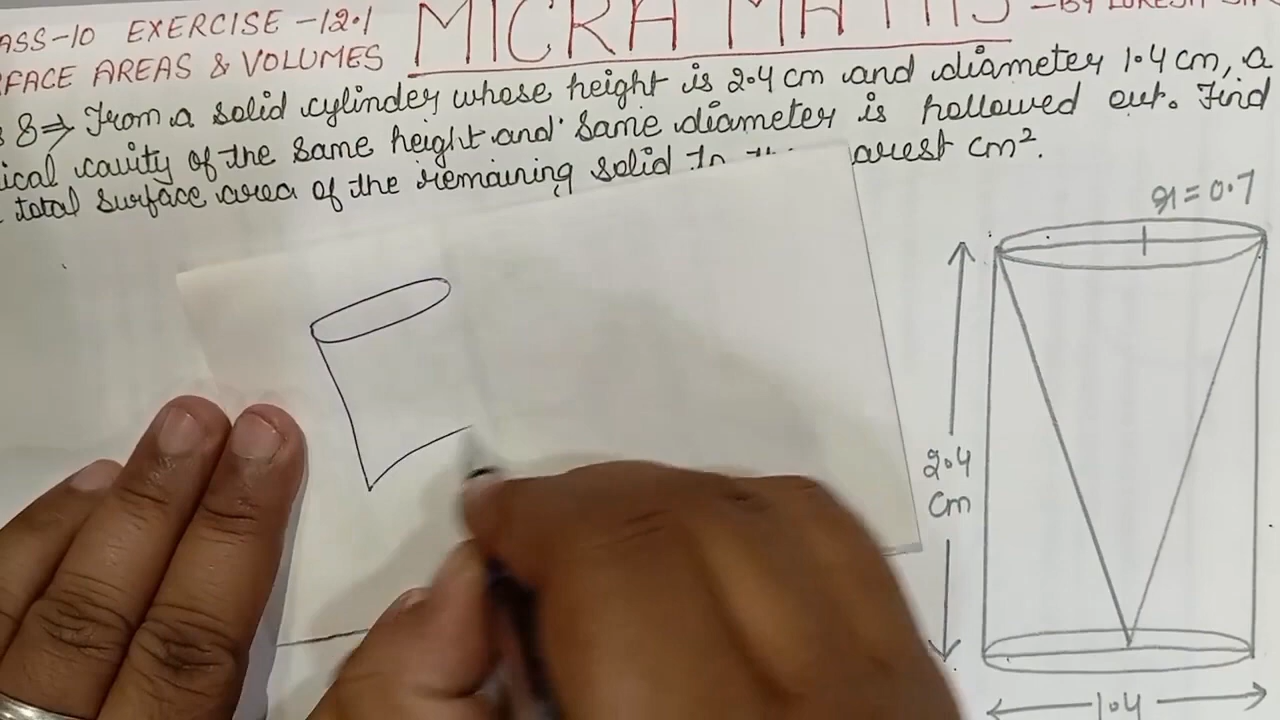 ASS-10 EXERCISE-12.1 MICRA MATHS -BY
FACE AREAS & VOLUMES
8⇒ From a solid cylinder, whose height is 2.4 cm and diameter 1.4 cm, a
ical cavity of the same height and same diameter is hollowed out. Find
total surface area of the remaining solid to arest cm².
r=0.7
2.4
cm
1.4